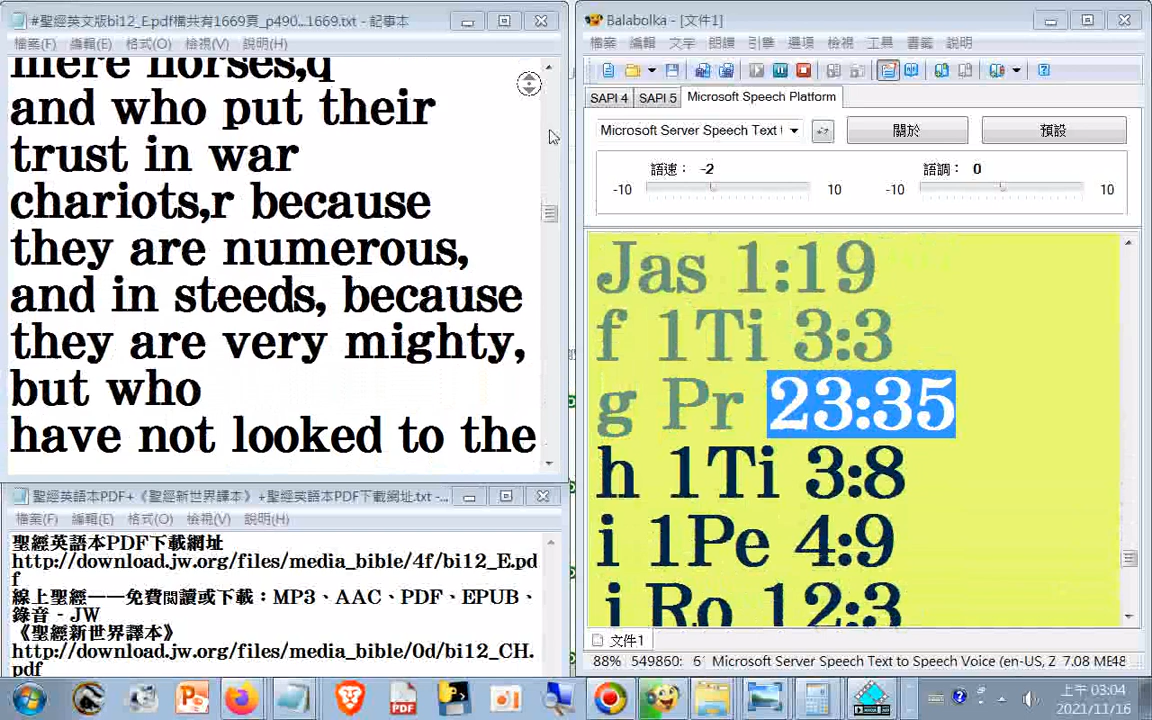 #聖經英文版bi12_E.pdf檔共有1669頁_p490...1669.txt - 記事本
檔案(F) 編輯(E) 格式(O) 檢視(V) 說明(H)
mere horses,q
and who put their
trust in war
chariots,r because
they are numerous,
and in steeds, because
they are very mighty,
but who
have not looked to the
聖經英語本PDF+《聖經新世界譯本》+聖經英語本PDF下載網址.txt -...
檔案(F) 編輯(E) 格式(O) 檢視(V) 說明(H)
聖經英語本PDF下載網址
http://download.jw.org/files/media_bible/4f/bi12_E.pd
f
線上聖經——免費閱讀或下載：MP3、AAC、PDF、EPUB、
錄音 - JW
《聖經新世界譯本》
http://download.jw.org/files/media_bible/0d/bi12_CH.
pdf
Balabolka - [文件1]
檔案 編輯 文字 朗讀 引擎 選項 檢視 工具 書籤 說明
SAPI 4 SAPI 5 Microsoft Speech Platform
Microsoft Server Speech Text 關於 預設
語速： -2 語調： 0
-10 10 -10 10
Jas 1:19
f 1Ti 3:3
g Pr 23:35
h 1Ti 3:8
i 1Pe 4:9
j Ro 12:3
文件1
88% 549860: 6 Microsoft Server Speech Text to Speech Voice (en-US, Z 7.08 ME48
上午 03:04
2021/11/16